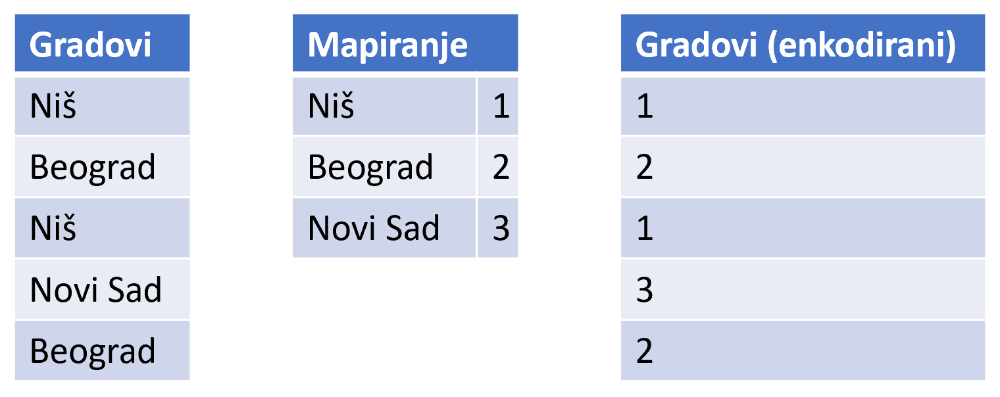 Gradovi
Niš
Beograd
Niš
Novi Sad
Beograd
Mapiranje
Niš 1
Beograd 2
Novi Sad 3
Gradovi (enkodirani)
1
2
1
3
2